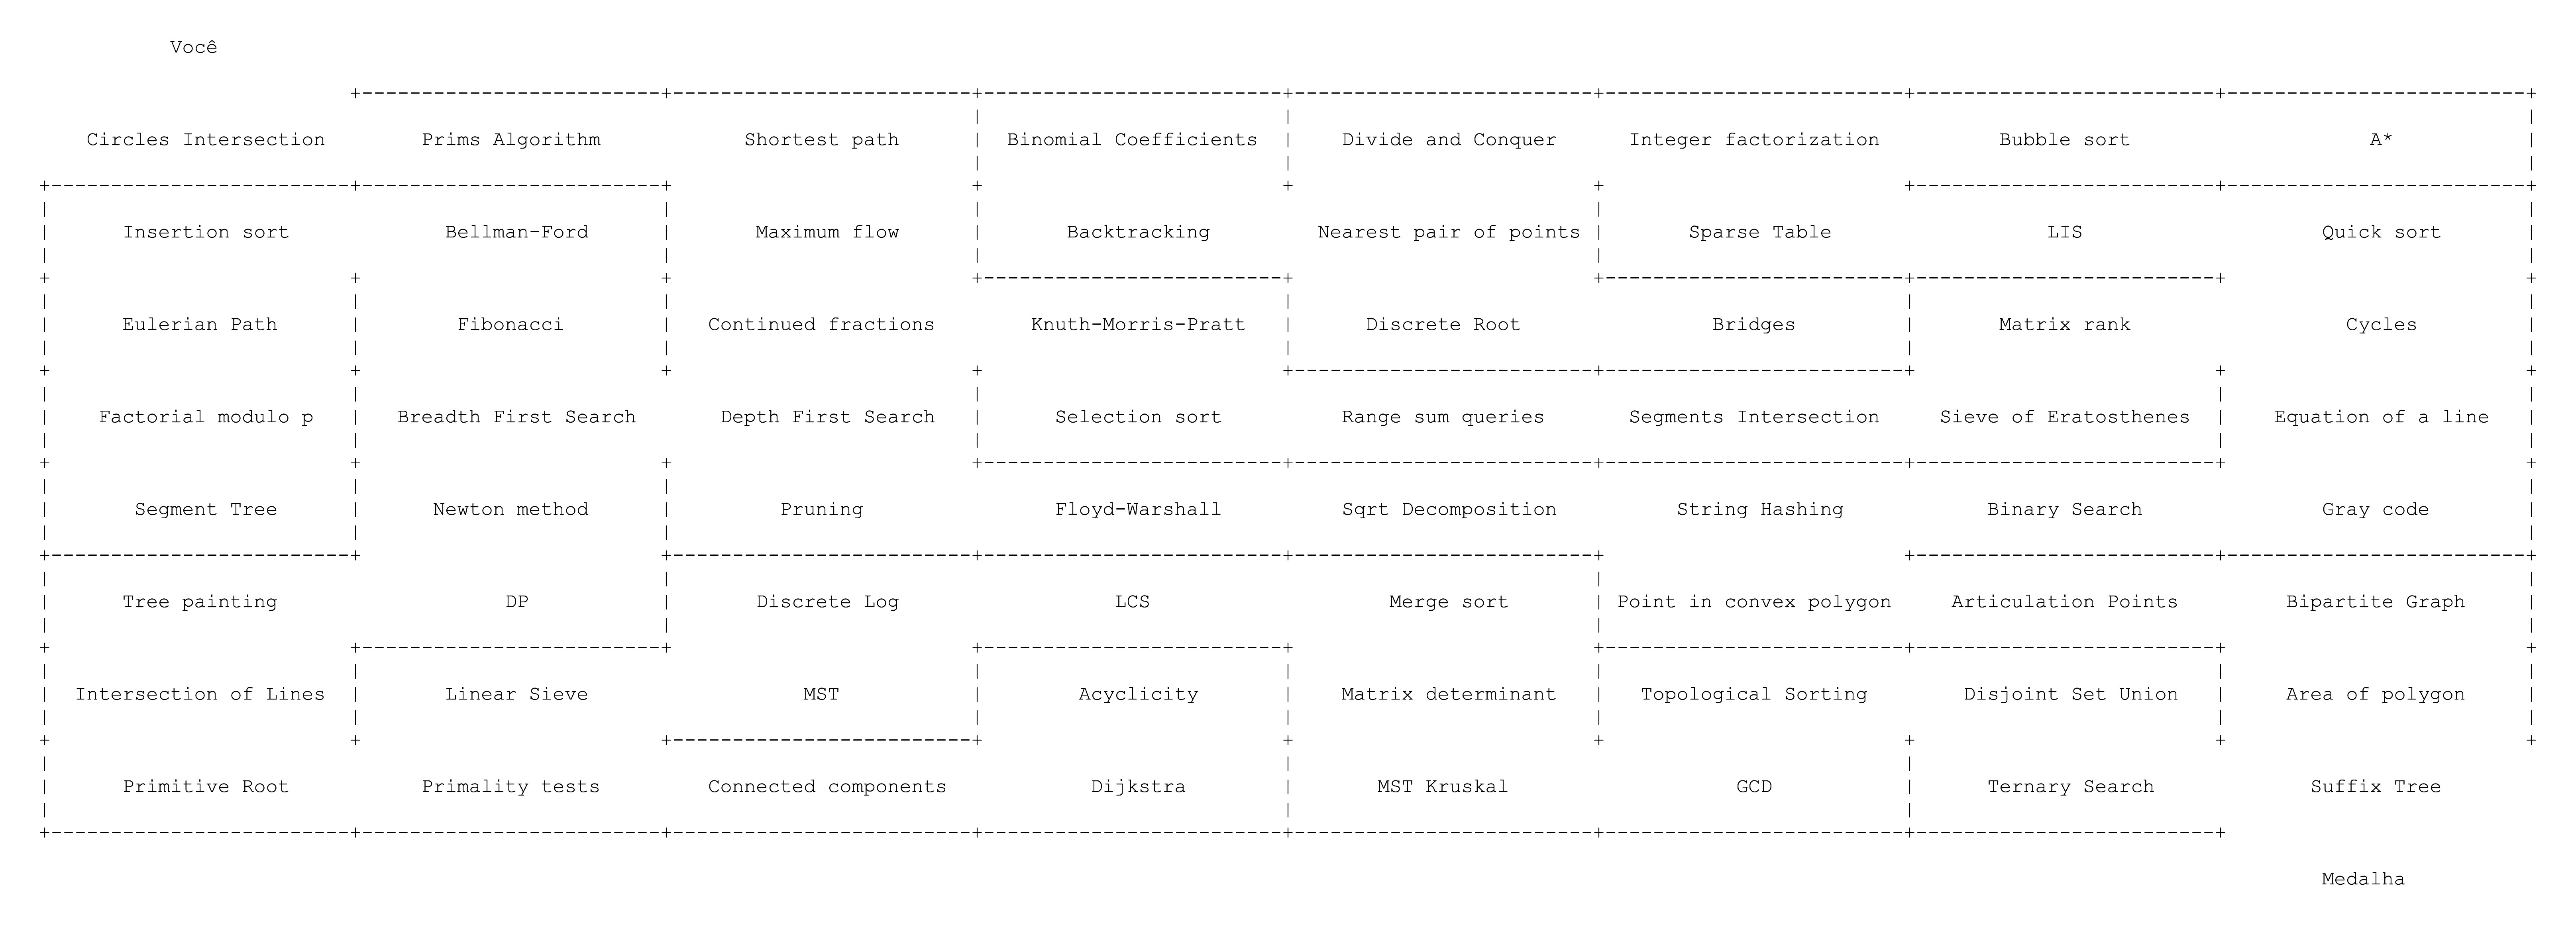 Você
Circles Intersection Prims Algorithm Shortest path Binomial Coefficients Divide and Conquer Integer factorization Bubble sort A*
Insertion sort Bellman-Ford Maximum flow Backtracking Nearest pair of points Sparse Table LIS Quick sort
Eulerian Path Fibonacci Continued fractions Knuth-Morris-Pratt Discrete Root Bridges Matrix rank Cycles
Factorial modulo p Breadth First Search Depth First Search Selection sort Range sum queries Segments Intersection Sieve of Eratosthenes Equation of a line
Segment Tree Newton method Pruning Floyd-Warshall Sqrt Decomposition String Hashing Binary Search Gray code
Tree painting DP Discrete Log LCS Merge sort Point in convex polygon Articulation Points Bipartite Graph
Intersection of Lines Linear Sieve MST Acyclicity Matrix determinant Topological Sorting Disjoint Set Union Area of polygon
Primitive Root Primality tests Connected components Dijkstra MST Kruskal GCD Ternary Search Suffix Tree
Medalha